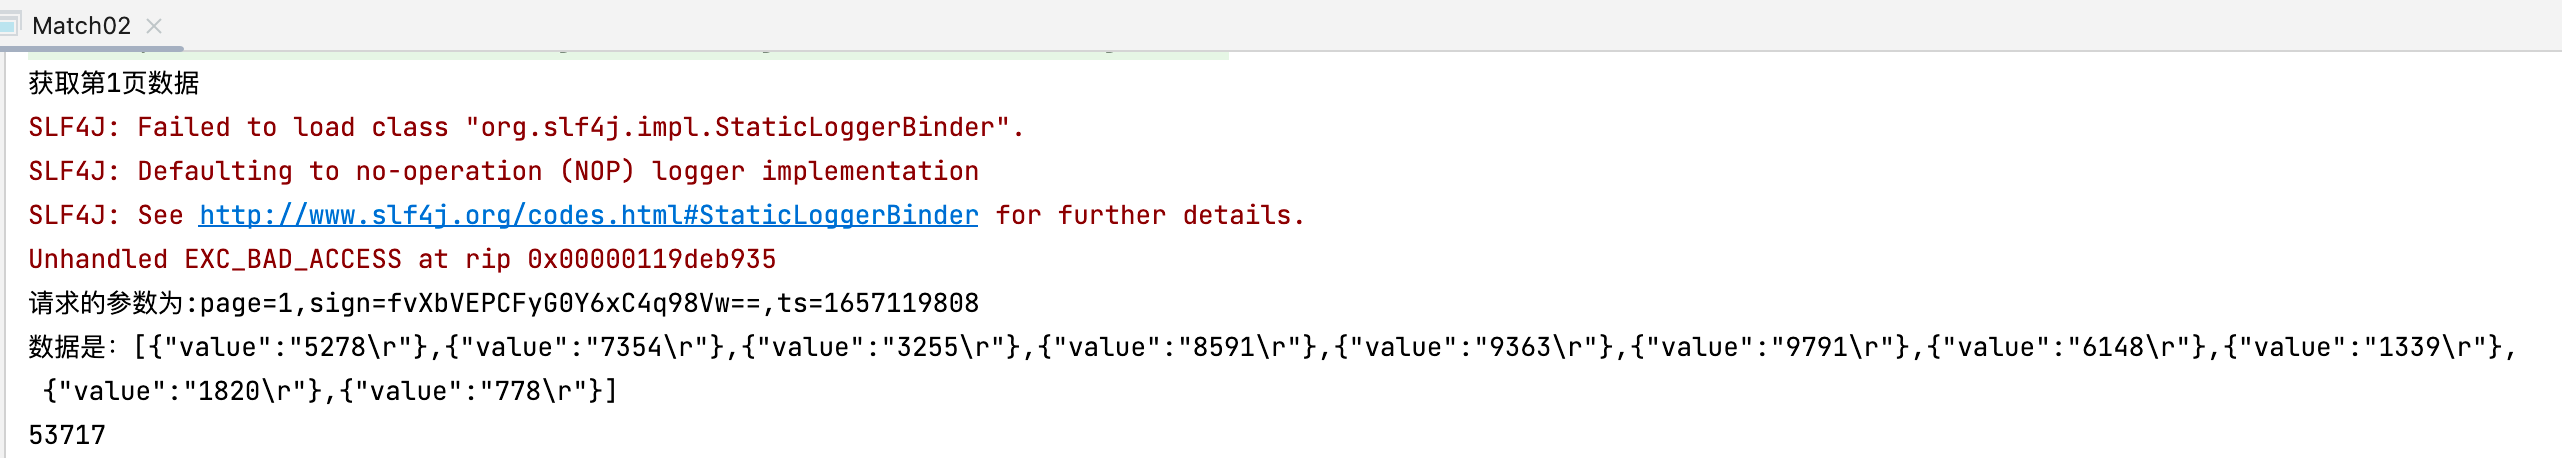 Match02
获取第1页数据
SLF4J: Failed to load class "org.slf4j.impl.StaticLoggerBinder".
SLF4J: Defaulting to no-operation (NOP) logger implementation
SLF4J: See http://www.slf4j.org/codes.html#StaticLoggerBinder for further details.
Unhandled EXC_BAD_ACCESS at rip 0x00000119deb935
请求的参数为:page=1,sign=fvXbVEPCFyG0Y6xC4q98Vw==,ts=1657119808
数据是：[{"value":"5278\r"},{"value":"7354\r"},{"value":"3255\r"},{"value":"8591\r"},{"value":"9363\r"},{"value":"9791\r"},{"value":"6148\r"},{"value":"1339\r"},
{"value":"1820\r"},{"value":"778\r"}]
53717